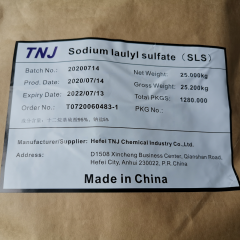 TNJ Sodium laulyl sulfate（SLS）
Batch No. 20200714 Net Weight: 25.000kg
Prod. Date 2020/07/14 Gross Weight: 25.200kg
Expiry Date 2022/07/13 Total PKGS: 1280.000
Order No.: T0720060483-1 PKG No:
Manufacturer/Supplier: Hefei TNJ Chemical Industry Co.,Ltd.
Address: D1508 Xincheng Business Center, Qianshan Road,
Hefei City, Anhui 230022, P.R. China
Made in China